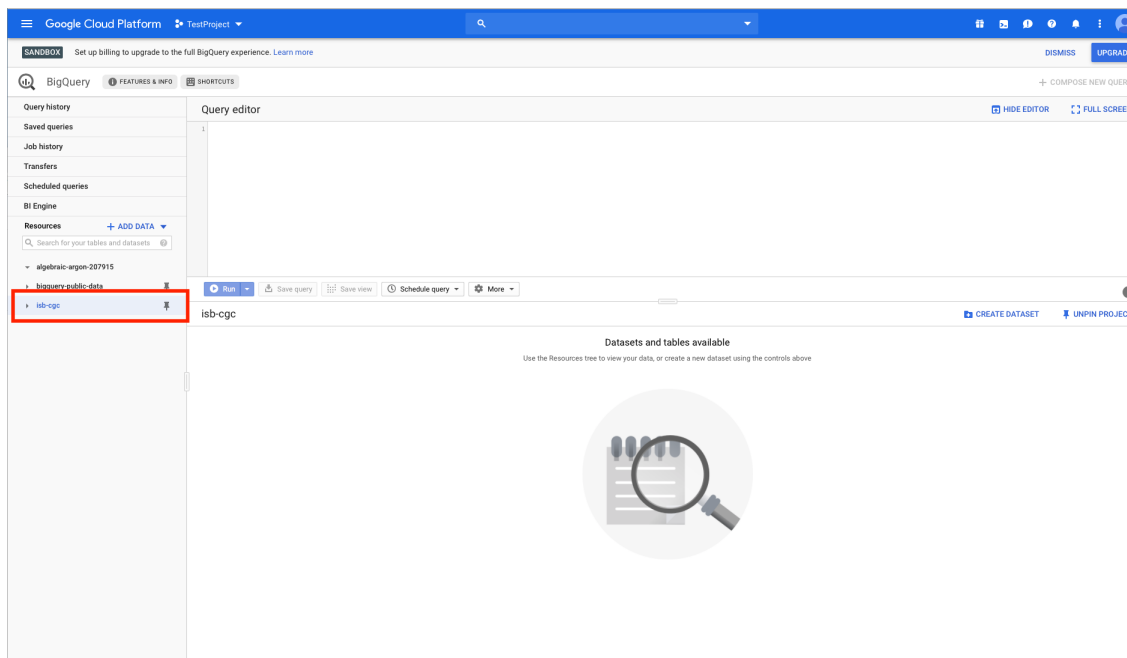 Google Cloud Platform TestProject
SANDBOX Set up billing to upgrade to the full BigQuery experience. Learn more DISMISS UPGRAD
BigQuery FEATURES & INFO SHORTCUTS + COMPOSE NEW QUER
Query history
Saved queries
Job history
Transfers
Scheduled queries
BI Engine
Resources + ADD DATA
Search for your tables and datasets
algebraic-argon-207915
bigquery-public-data
isb-cgc
Query editor HIDE EDITOR FULL SCREE
1
Run Save query Save view Schedule query More
isb-cgc CREATE DATASET UNPIN PROJEC
Datasets and tables available
Use the Resources tree to view your data, or create a new dataset using the controls above